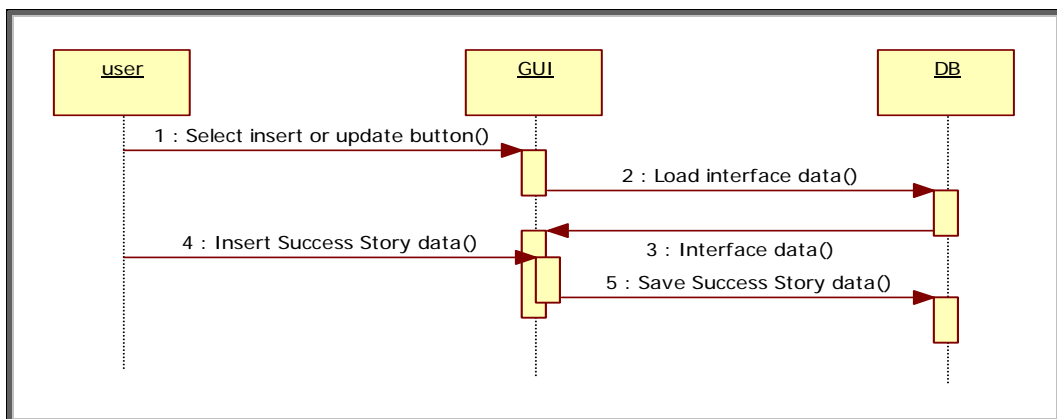 user
GUI
DB
1 : Select insert or update button()
2 : Load interface data()
3 : Interface data()
4 : Insert Success Story data()
5 : Save Success Story data()